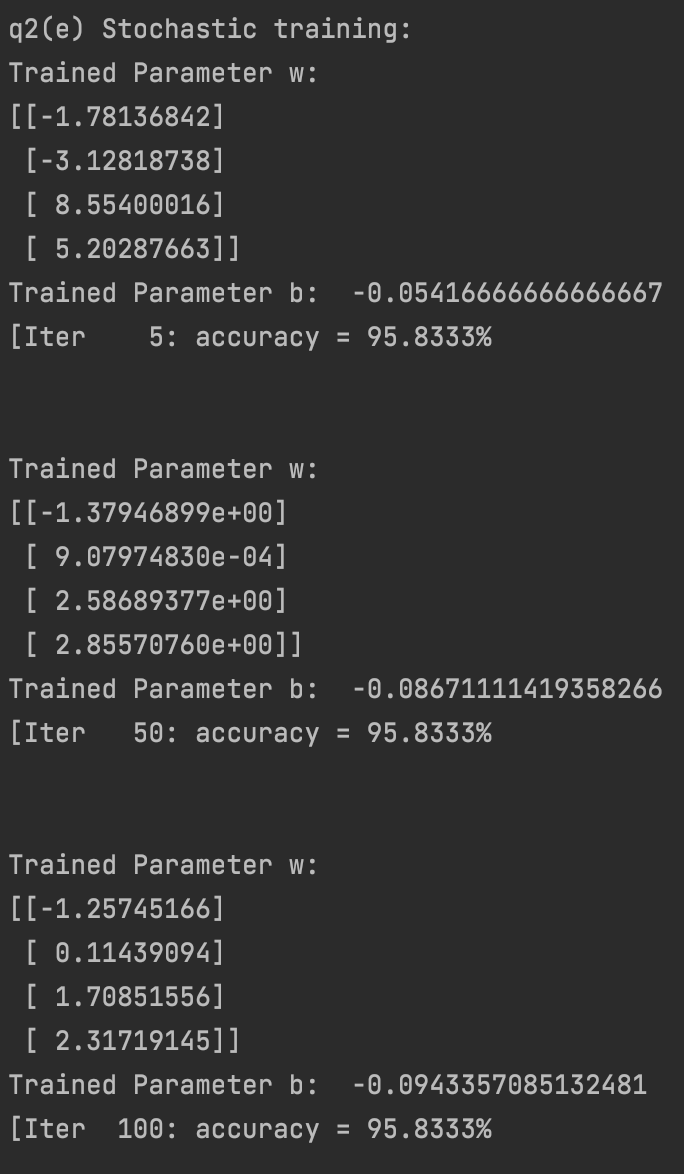 q2(e) Stochastic training:
Trained Parameter w:
[[-1.78136842]
 [-3.12818738]
 [ 8.55400016]
 [ 5.20287663]]
Trained Parameter b:  -0.05416666666666667
[Iter    5: accuracy = 95.8333%
Trained Parameter w:
[[-1.37946899e+00]
 [ 9.07974830e-04]
 [ 2.58689377e+00]
 [ 2.85570760e+00]]
Trained Parameter b:  -0.08671111419358266
[Iter   50: accuracy = 95.8333%
Trained Parameter w:
[[-1.25745166]
 [ 0.11439094]
 [ 1.70851556]
 [ 2.31719145]]
Trained Parameter b:  -0.0943357085132481
[Iter  100: accuracy = 95.8333%